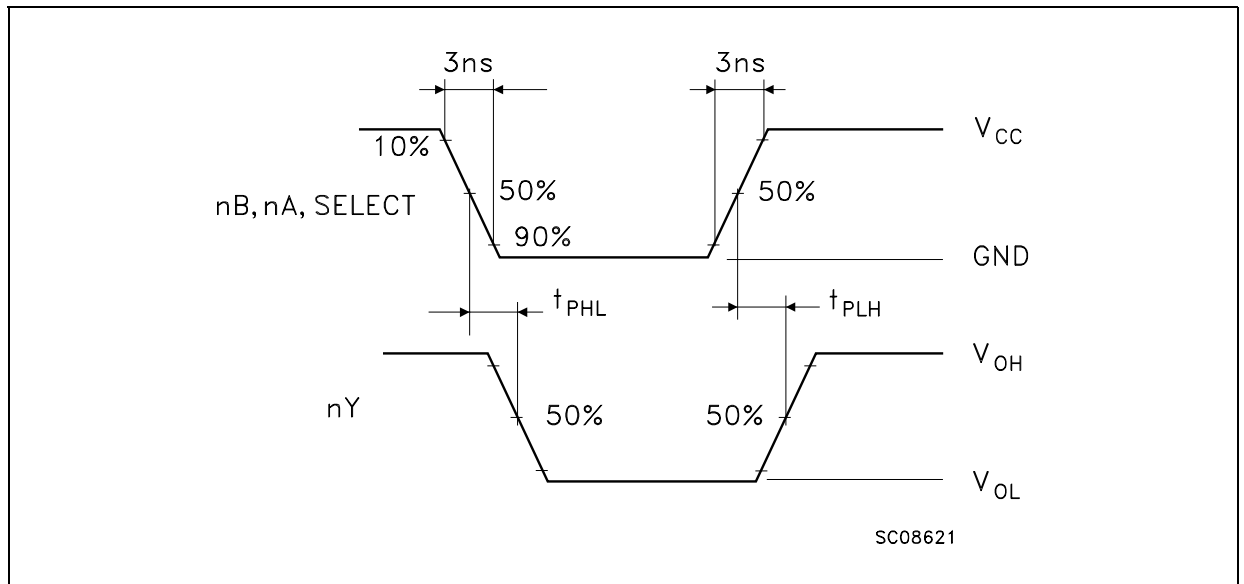 3ns 3ns
V_CC
10%
50% 50%
nB, nA, SELECT
90%
GND
t_PHL t_PLH
V_OH
nY 50% 50%
V_OL
SC08621